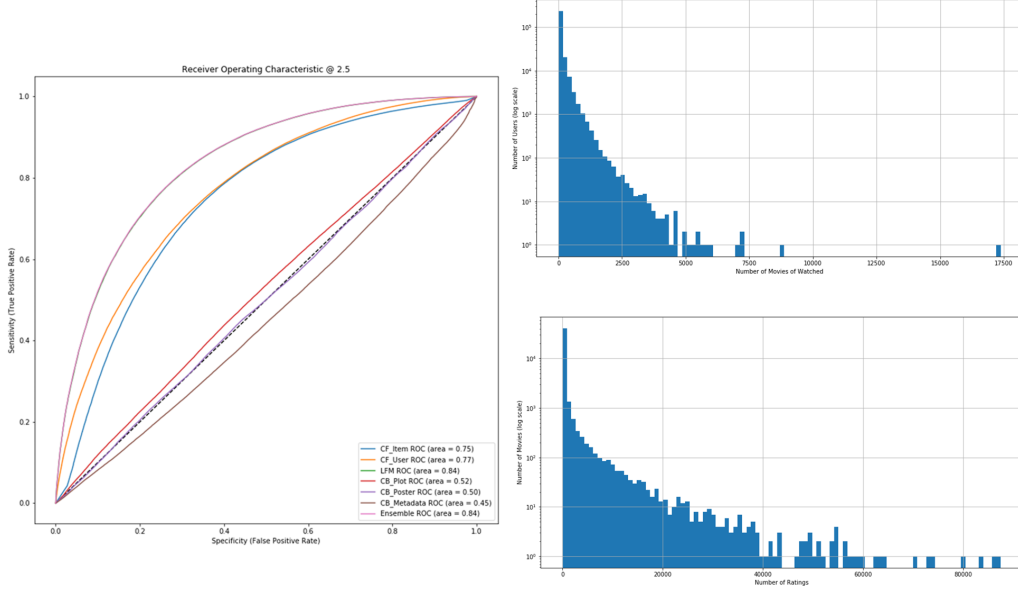 Receiver Operating Characteristic @ 2.5
Sensitivity (True Positive Rate)
1.0
0.8
0.6
0.4
0.2
0.0
CF_Item ROC (area = 0.75)
CF_User ROC (area = 0.77)
LFM ROC (area = 0.84)
CB_Plot ROC (area = 0.52)
CB_Poster ROC (area = 0.50)
CB_Metadata ROC (area = 0.45)
Ensemble ROC (area = 0.84)
0.0 0.2 0.4 0.6 0.8 1.0
Specificity (False Positive Rate)
Number of Users (log scale)
10⁵
10⁴
10³
10²
10¹
10⁰
0 2500 5000 7500 10000 12500 15000 17500
Number of Movies of Watched
Number of Movies (log scale)
10⁴
10³
10²
10¹
10⁰
0 20000 40000 60000 80000
Number of Ratings